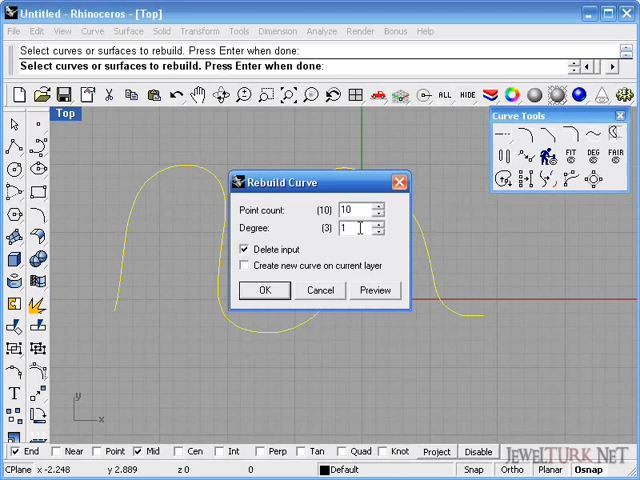 Untitled - Rhinoceros - [Top]
File Edit View Curve Surface Solid Transform Tools Dimension Analyze Render Bonus Help
Select curves or surfaces to rebuild. Press Enter when done:
Select curves or surfaces to rebuild. Press Enter when done:
ALL HIDE
Top
Curve Tools
FIT DEG FAIR
Rebuild Curve
Point count: (10) 10
Degree: (3) 1
Delete input
Create new curve on current layer
OK Cancel Preview
T
y
x
End Near Point Mid Cen Int Perp Tan Quad Knot Project Disable
JEWELTURK.NET
CPlane x -2.248 y 2.889 z 0 0 Default Snap Ortho Planar Osnap